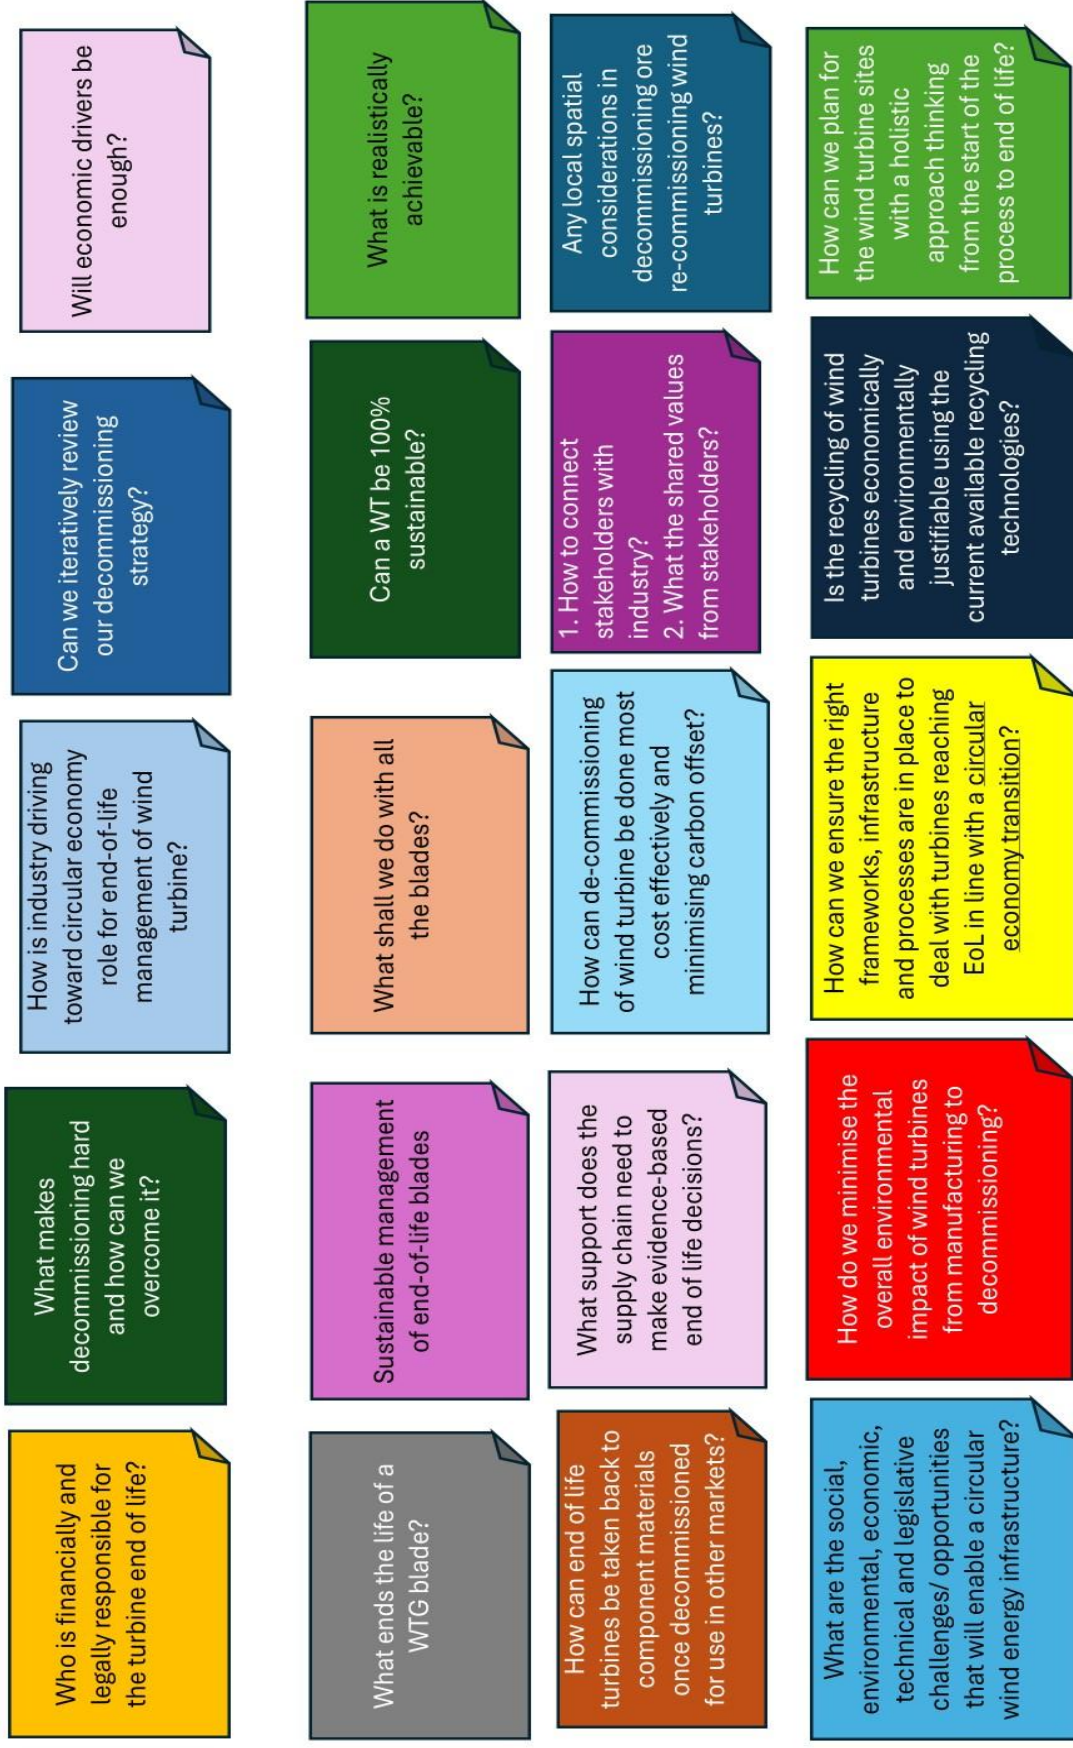 Who is financially and
legally responsible for
the turbine end of life?
What makes
decommissioning hard
and how can we
overcome it?
How is industry driving
toward circular economy
role for end-of-life
management of wind
turbine?
Can we iteratively review
our decommissioning
strategy?
Will economic drivers be
enough?
What ends the life of a
WTG blade?
Sustainable management
of end-of-life blades
What shall we do with all
the blades?
Can a WT be 100%
sustainable?
What is realistically
achievable?
How can end of life
turbines be taken back to
component materials
once decommissioned
for use in other markets?
What support does the
supply chain need to
make evidence-based
end of life decisions?
How can de-commissioning
of wind turbine be done most
cost effectively and
minimising carbon offset?
1. How to connect
stakeholders with
industry?
2. What the shared values
from stakeholders?
Any local spatial
considerations in
decommissioning ore
re-commissioning wind
turbines?
What are the social,
environmental, economic,
technical and legislative
challenges/ opportunities
that will enable a circular
wind energy infrastructure?
How do we minimise the
overall environmental
impact of wind turbines
from manufacturing to
decommissioning?
How can we ensure the right
frameworks, infrastructure
and processes are in place to
deal with turbines reaching
EoL in line with a circular
economy transition?
Is the recycling of wind
turbines economically
and environmentally
justifiable using the
current available recycling
technologies?
How can we plan for
the wind turbine sites
with a holistic
approach thinking
from the start of the
process to end of life?